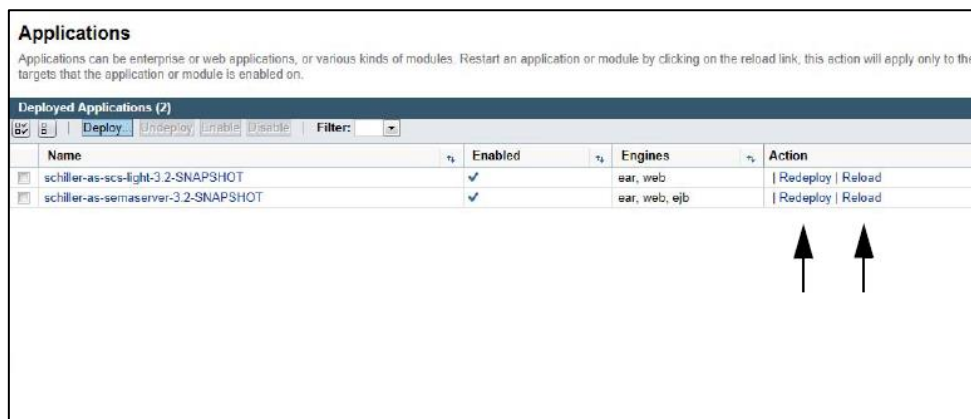 Applications
Applications can be enterprise or web applications, or various kinds of modules. Restart an application or module by clicking on the reload link, this action will apply only to the
targets that the application or module is enabled on.
Deployed Applications (2)
Deploy... Undeploy Enable Disable Filter:
Name Enabled Engines Action
schiller-as-scs-light-3.2-SNAPSHOT ear, web | Redeploy | Reload
schiller-as-semaserver-3.2-SNAPSHOT ear, web, ejb | Redeploy | Reload